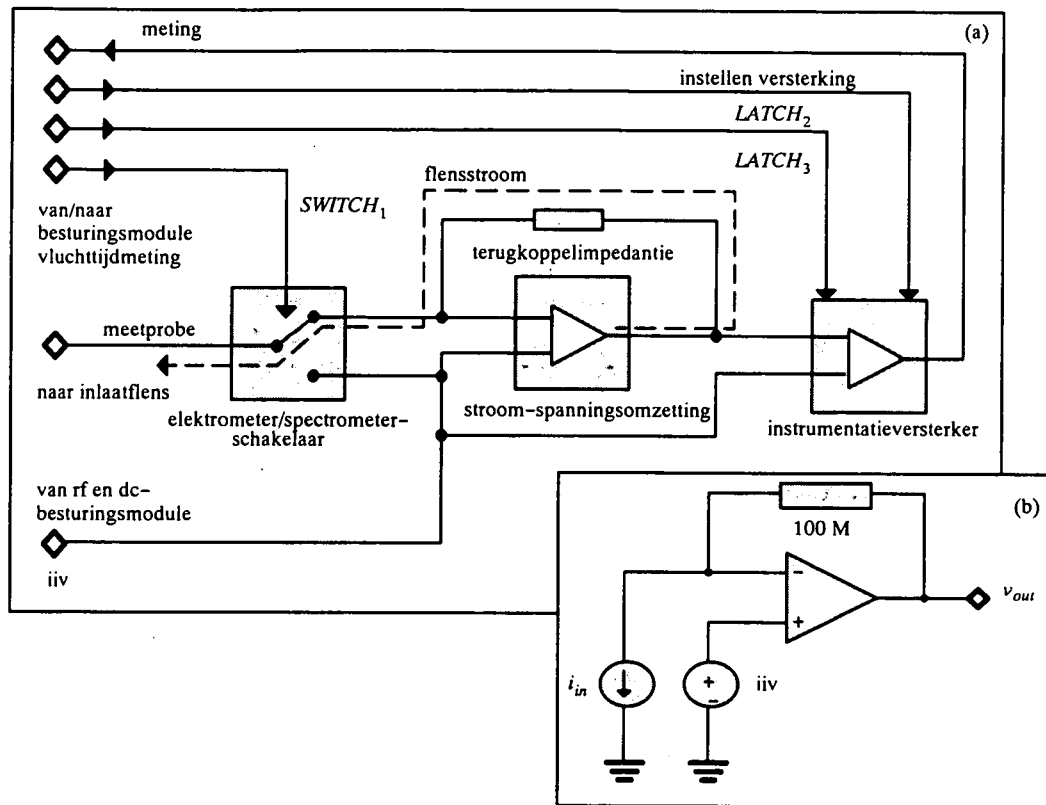 meting
(a)
instellen versterking
LATCH2
LATCH3
flensstroom
SWITCH1
van/naar
besturingsmodule
vluchttijdmeting
terugkoppelimpedantie
meetprobe
naar inlaatflens
elektrometer/spectrometer-
schakelaar
stroom-spanningsomzetting
instrumentatieversterker
van rf en dc-
besturingsmodule
iiv
(b)
100 M
-
+
vout
iin
+
-
iiv